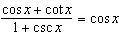 (cos x + cot x)/(1 + csc x) = cos x